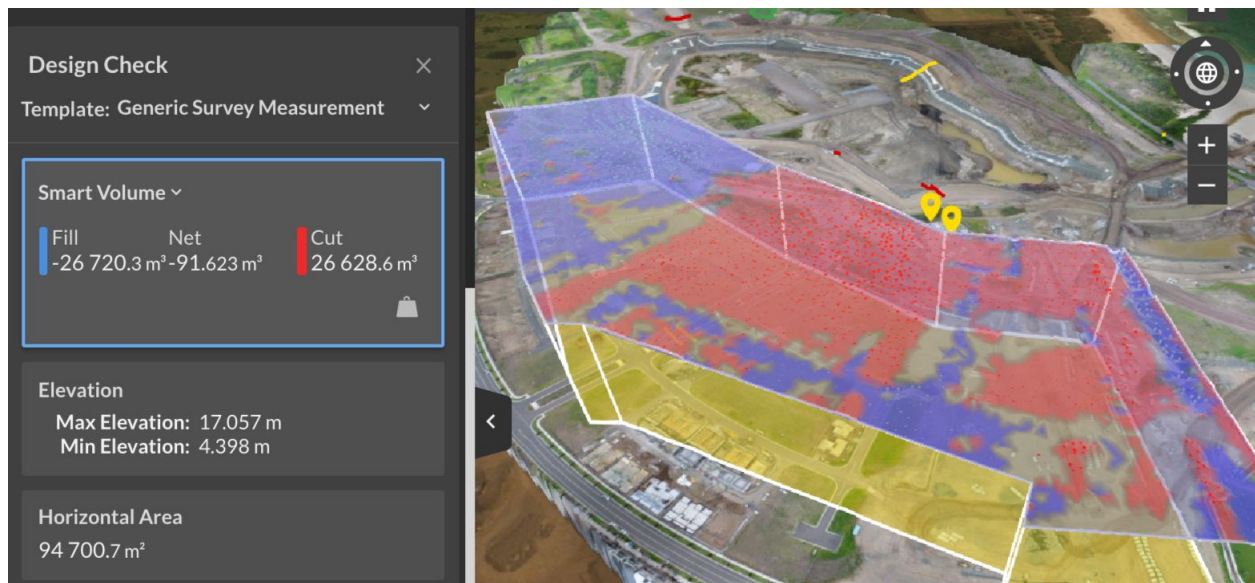 Design Check
Template: Generic Survey Measurement
Smart Volume
Fill Net Cut
-26 720.3 m³ -91.623 m³ 26 628.6 m³
Elevation
Max Elevation: 17.057 m
Min Elevation: 4.398 m
Horizontal Area
94 700.7 m²